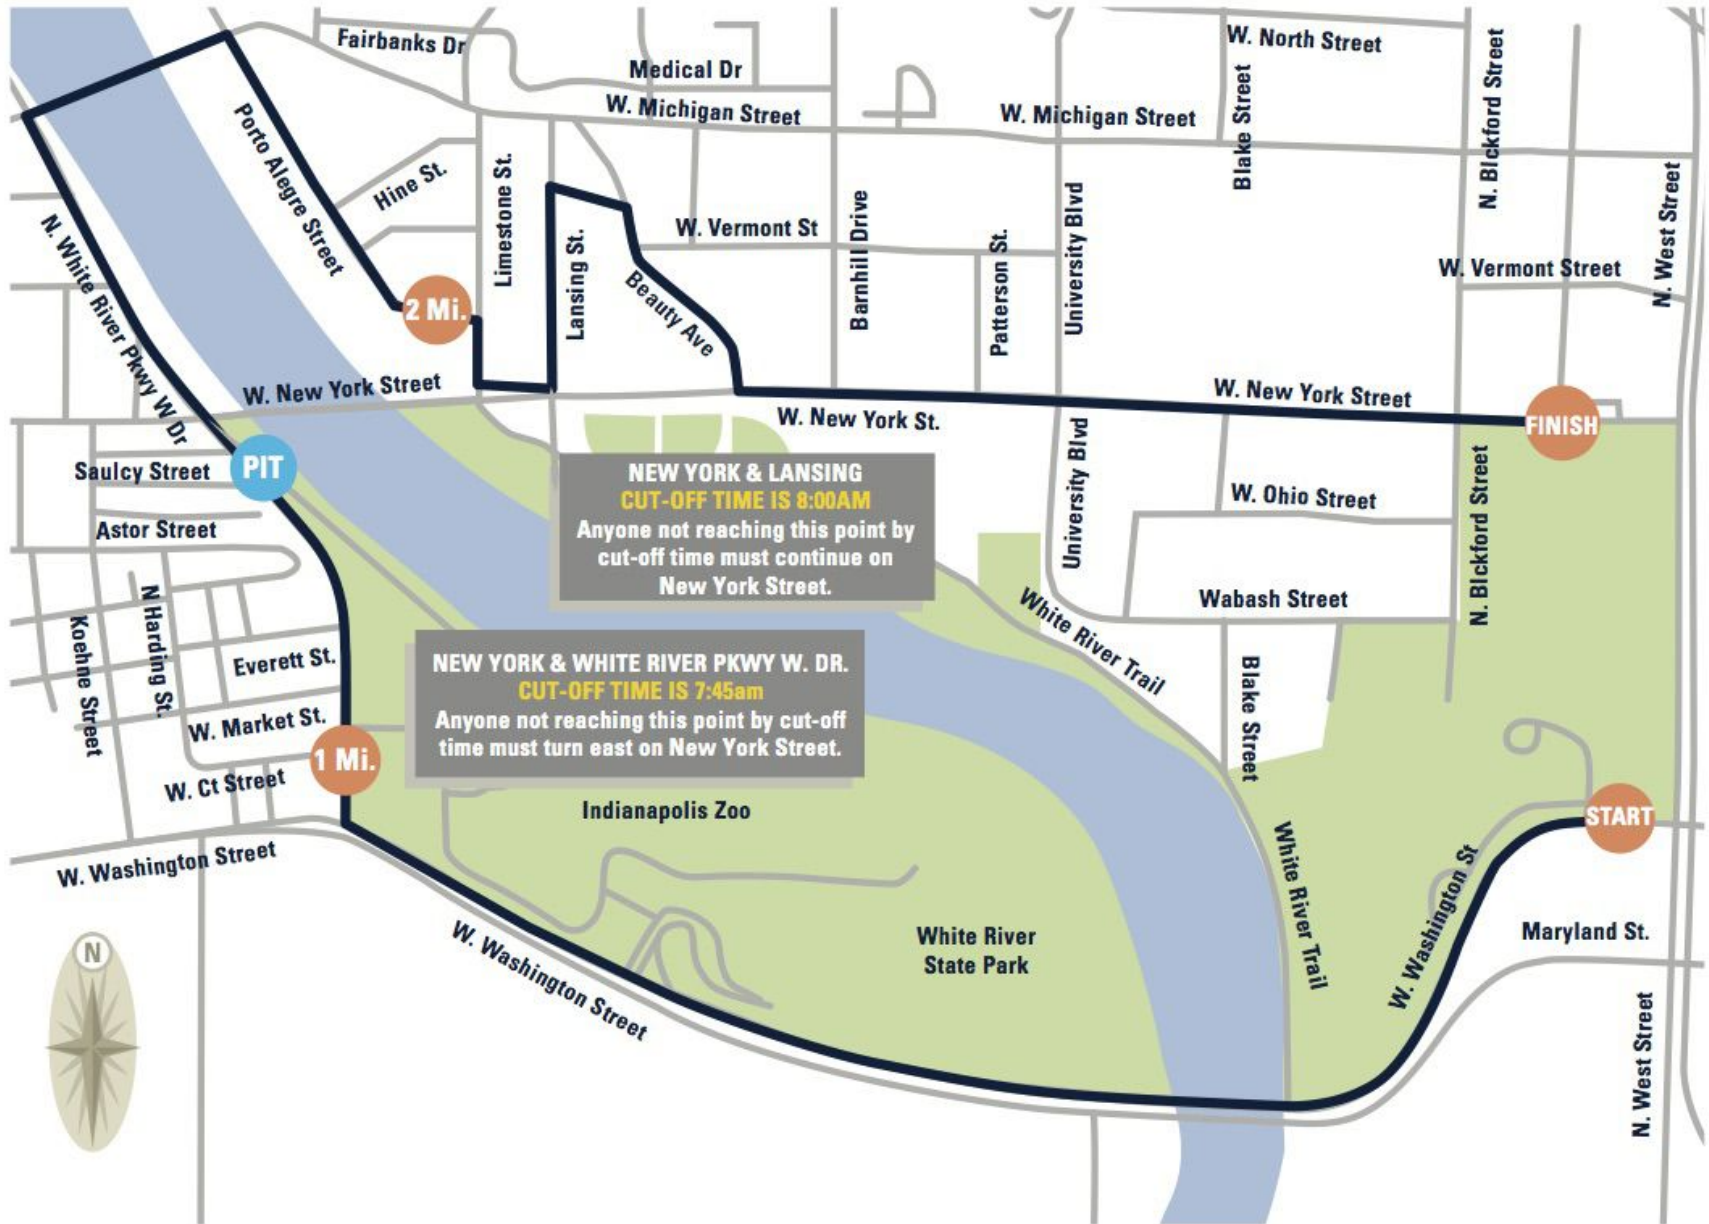 Fairbanks Dr
W. North Street
Medical Dr
W. Michigan Street
W. Michigan Street
Blake Street
N. BIckford Street
Porto Alegre Street
Hine St.
Limestone St.
Lansing St.
W. Vermont St
Barnhill Drive
Patterson St.
University Blvd
W. Vermont Street
N. West Street
N. White River Pkwy W Dr
2 Mi.
Beauty Ave
W. New York Street
W. New York St.
W. New York Street
FINISH
Saulcy Street
PIT
Astor Street
NEW YORK & LANSING
CUT-OFF TIME IS 8:00AM
Anyone not reaching this point by
cut-off time must continue on
New York Street.
University Blvd
W. Ohio Street
N. BIckford Street
Wabash Street
White River Trail
Koehne Street
N Harding St.
Everett St.
W. Market St.
W. Ct Street
1 Mi.
NEW YORK & WHITE RIVER PKWY W. DR.
CUT-OFF TIME IS 7:45am
Anyone not reaching this point by cut-off
time must turn east on New York Street.
Blake Street
Indianapolis Zoo
START
W. Washington Street
White River Trail
W. Washington St
Maryland St.
White River
State Park
W. Washington Street
N
N. West Street